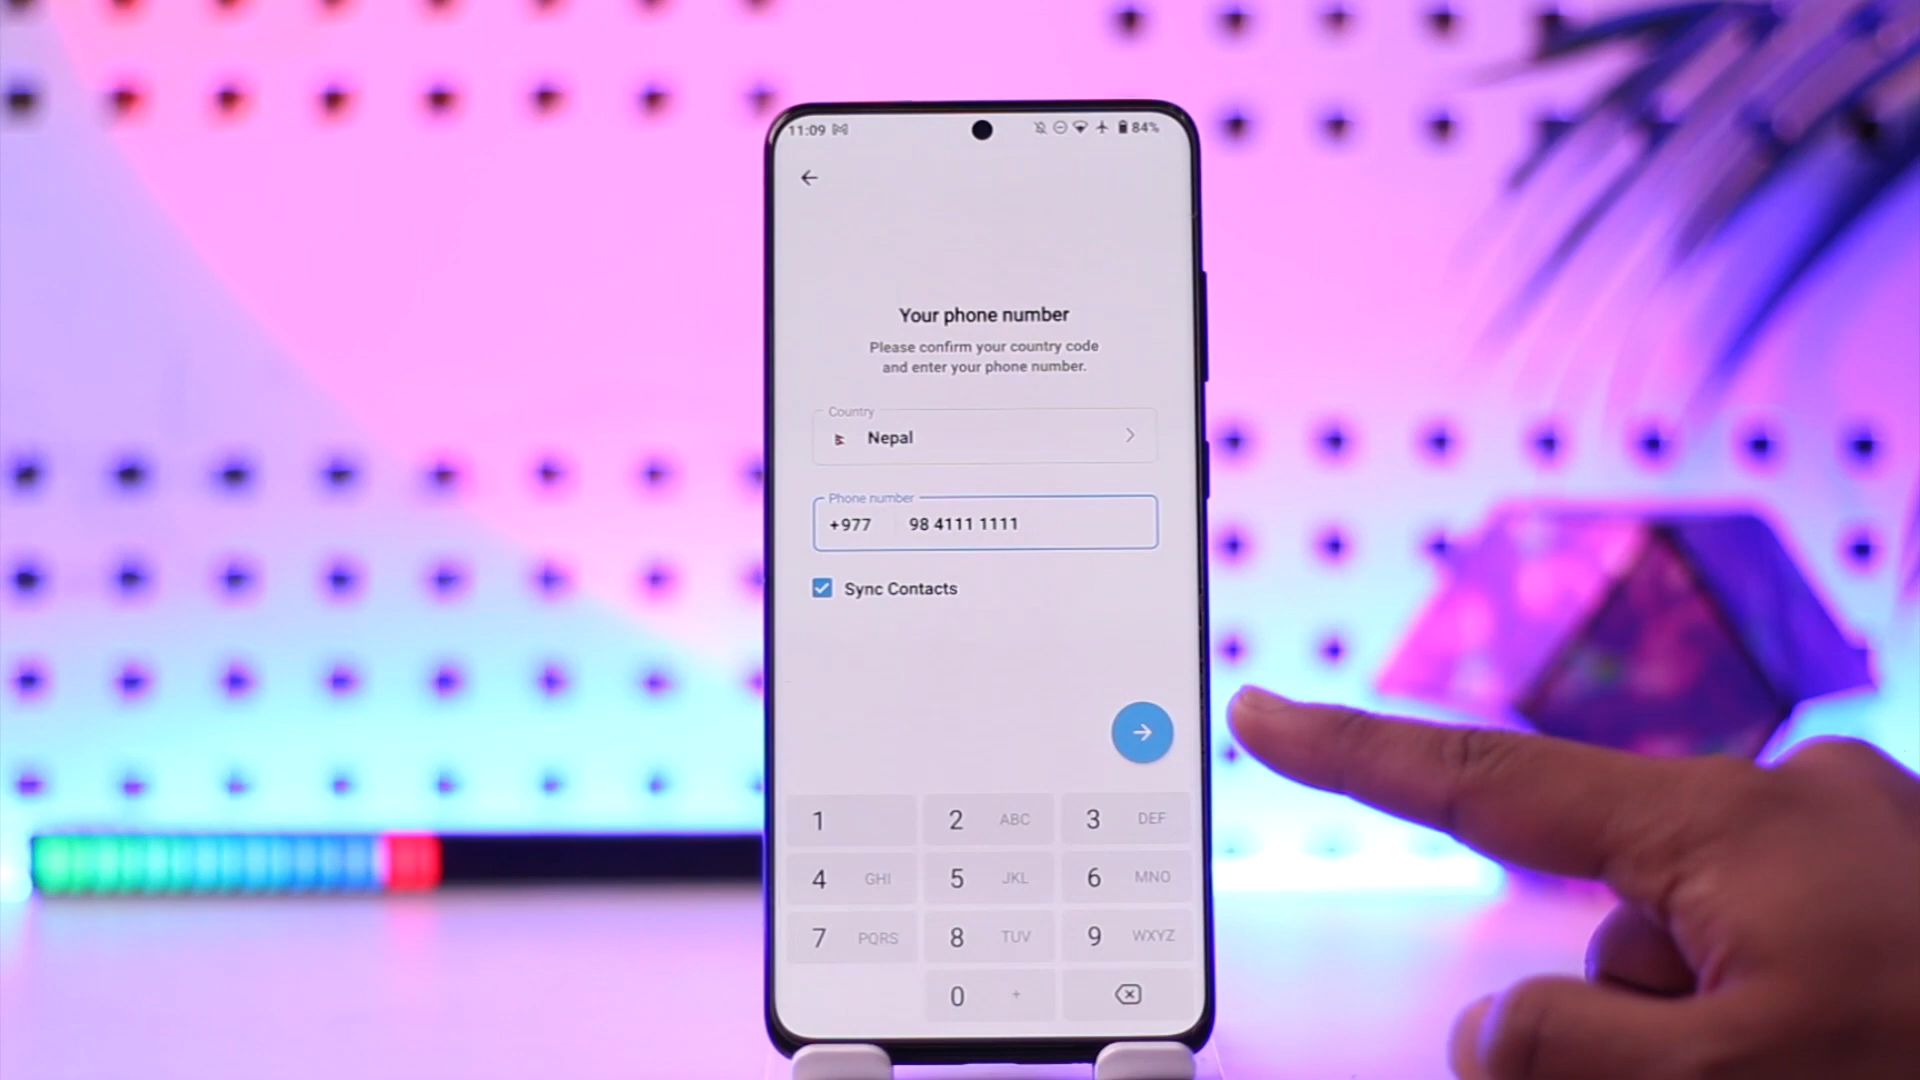 11:09 84%
Your phone number
Please confirm your country code
and enter your phone number.
Country
Nepal
Phone number
+977 98 4111 1111
Sync Contacts
1 2 ABC 3 DEF
4 GHI 5 JKL 6 MNO
7 PQRS 8 TUV 9 WXYZ
0 +